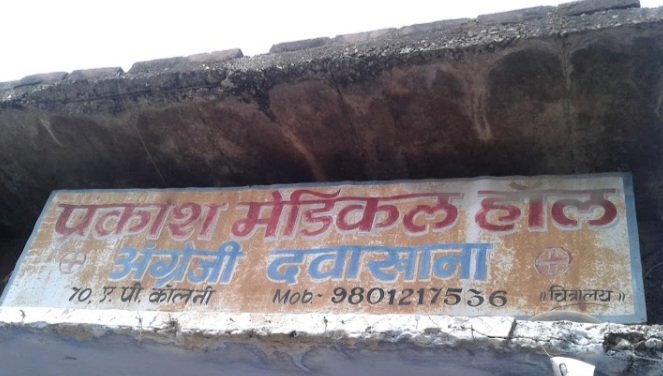 प्रकाश मेडिकल हॉल
अंग्रेजी दवाखाना
70, ए. पी. कॉलनी Mob:- 9801217536 ॥चित्रालय॥